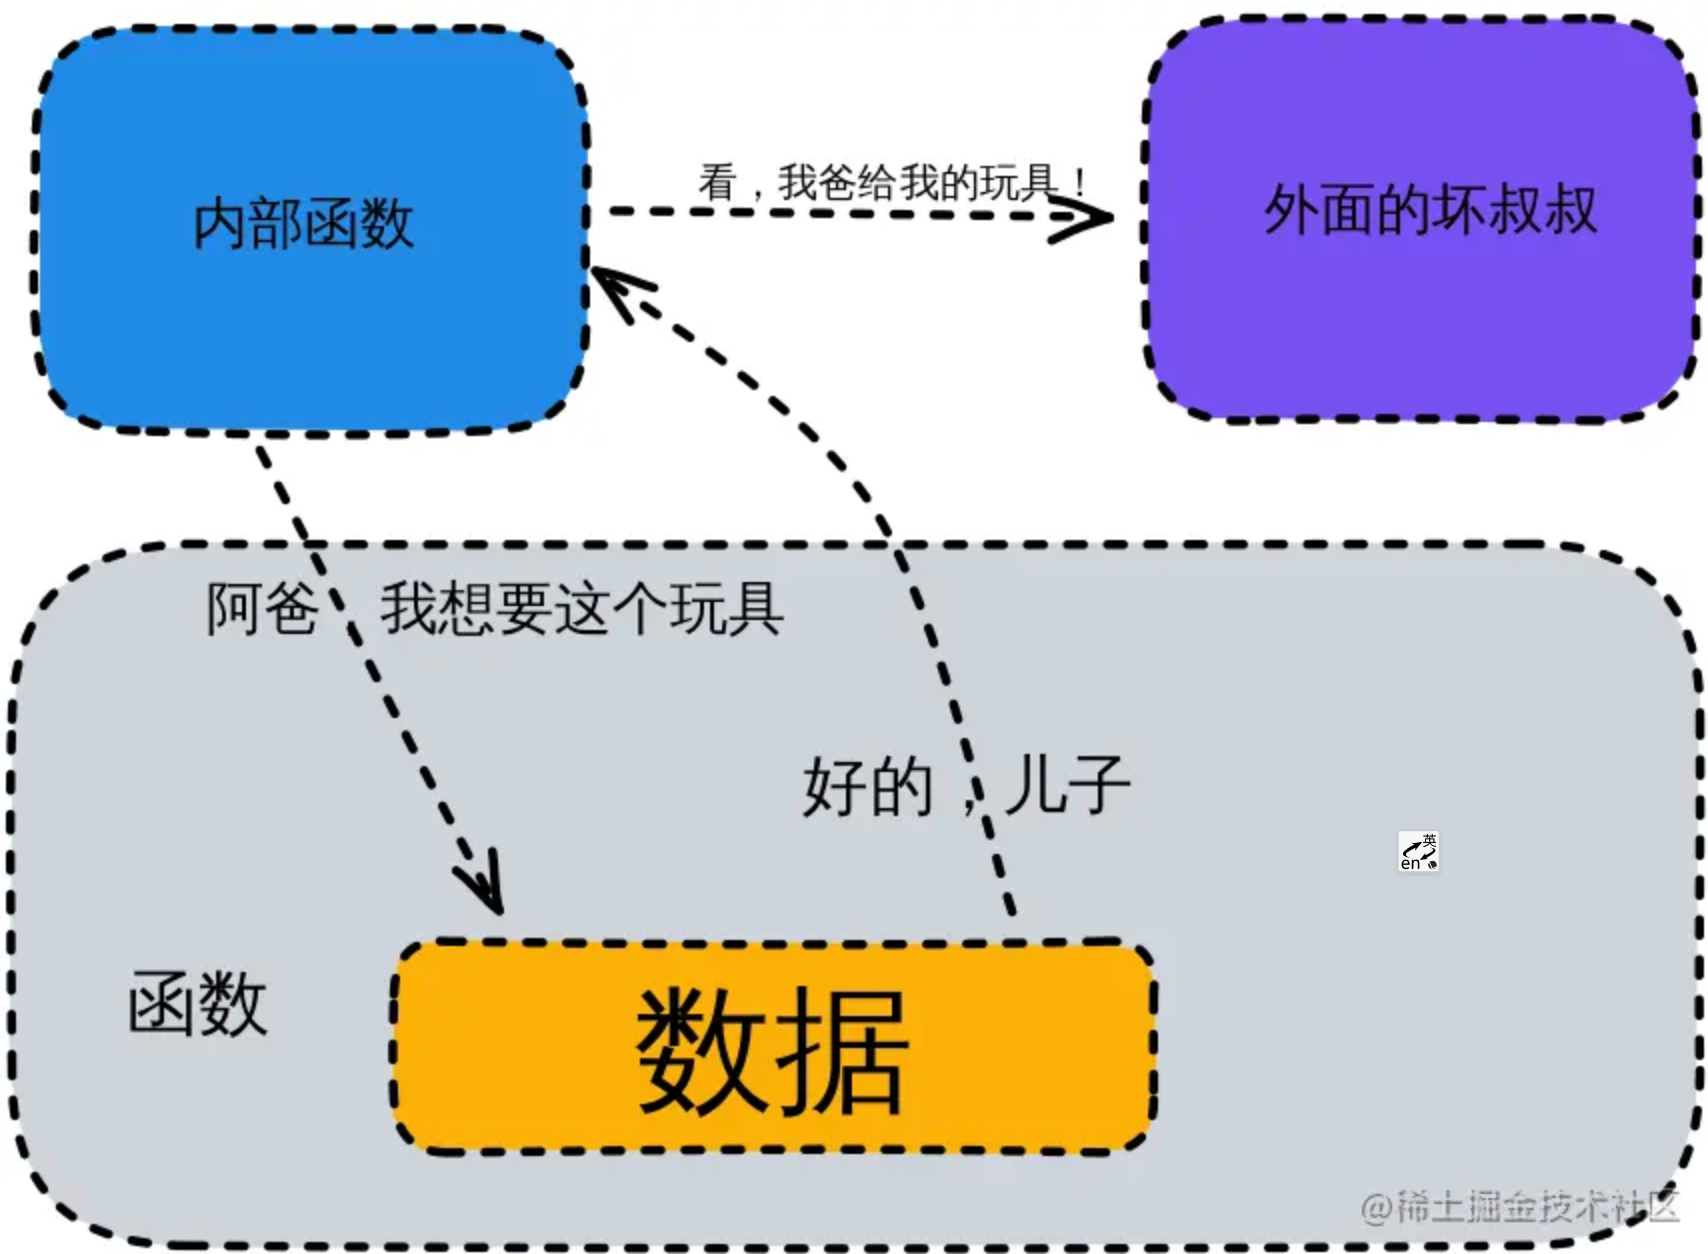 看，我爸给我的玩具！
内部函数
外面的坏叔叔
阿爸 我想要这个玩具
好的，儿子
英
en
函数
数据
@稀土掘金技术社区